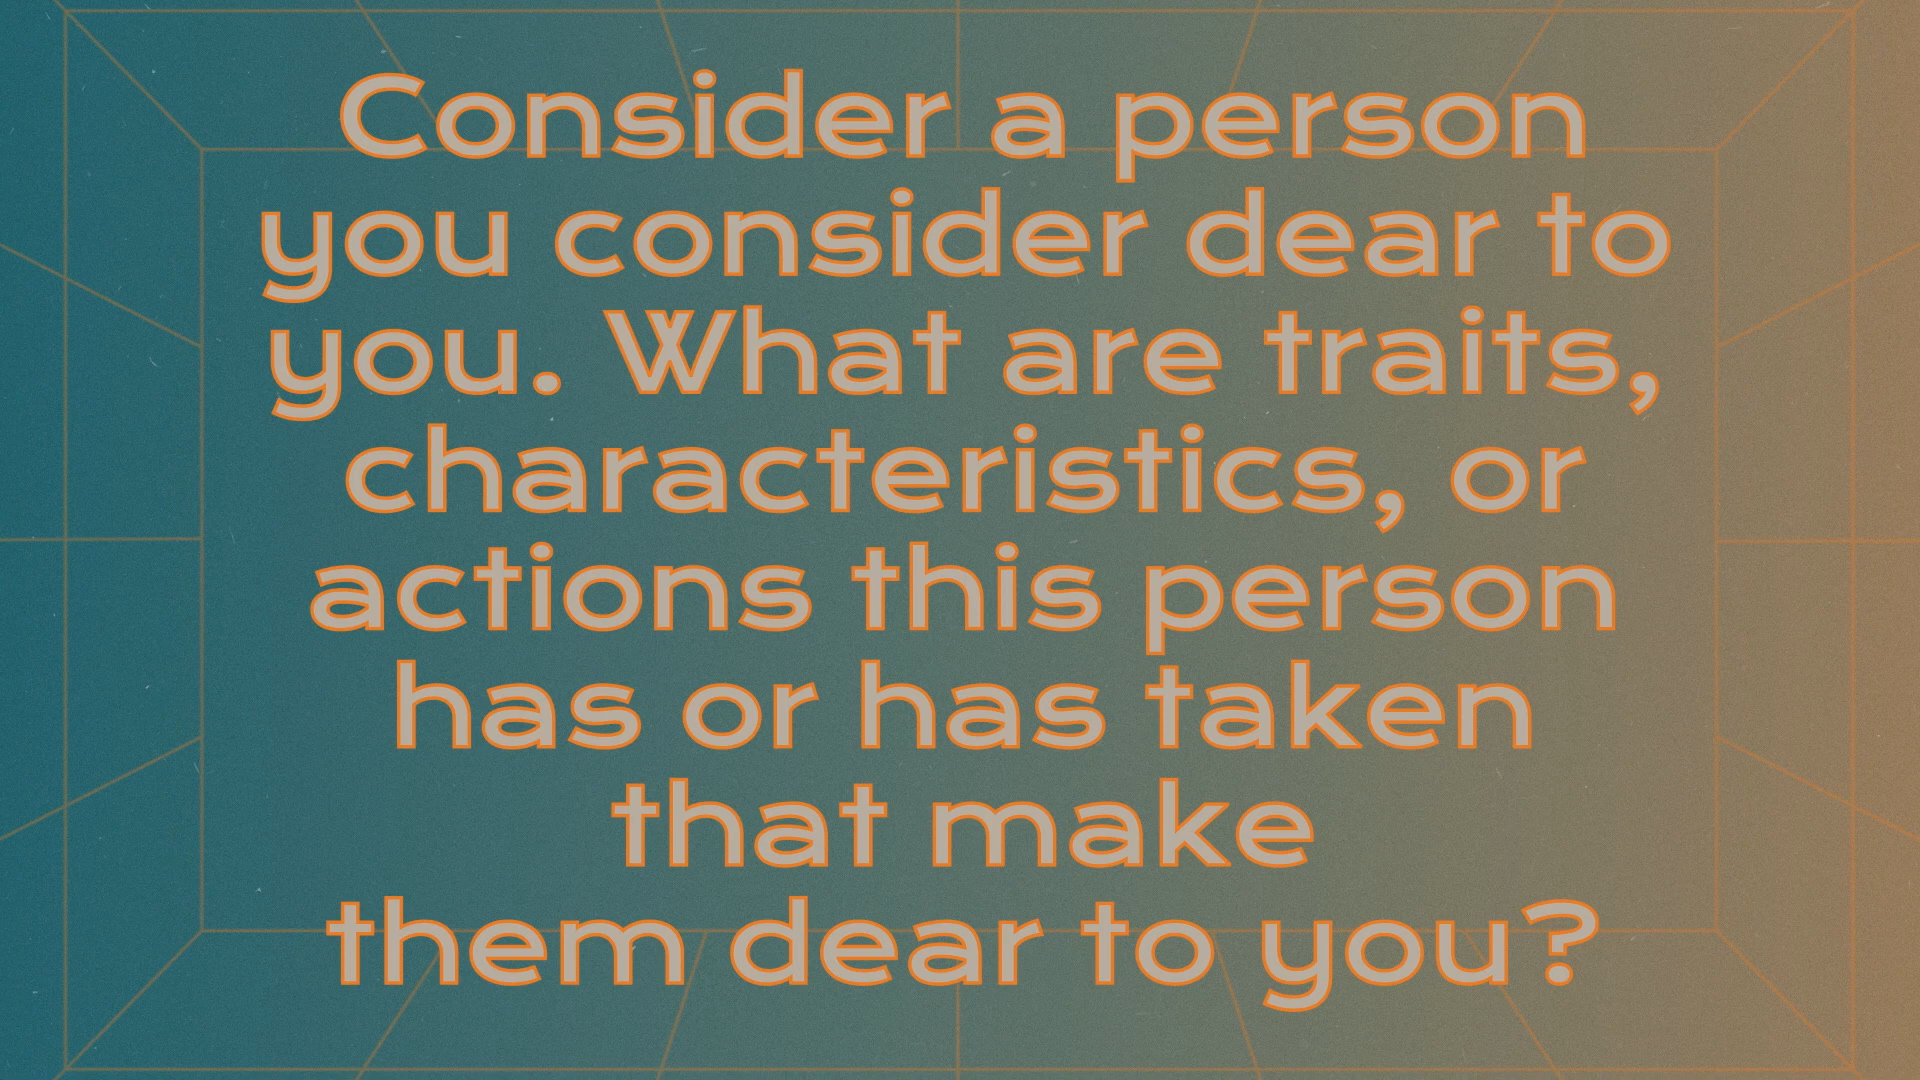 Consider a person
you consider dear to
you. What are traits,
characteristics, or
actions this person
has or has taken
that make
them dear to you?